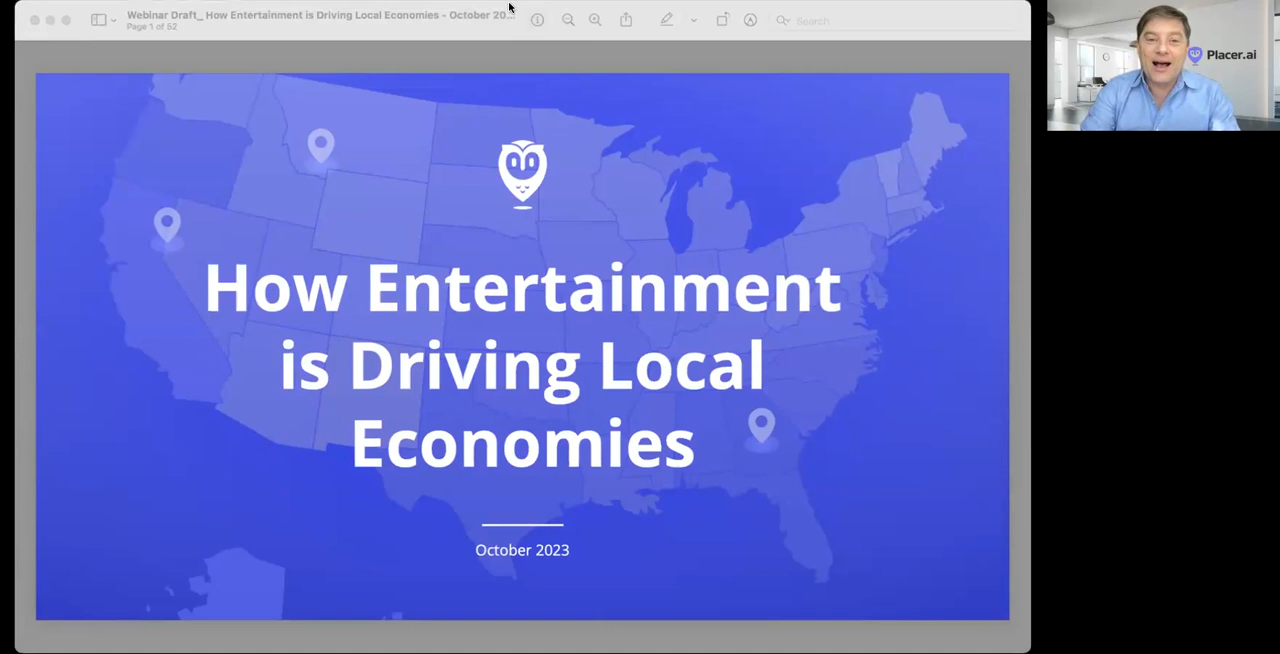 Webinar Draft_ How Entertainment is Driving Local Economies - October 20...
Page 1 of 52
Search
Placer.ai
How Entertainment
is Driving Local
Economies
October 2023